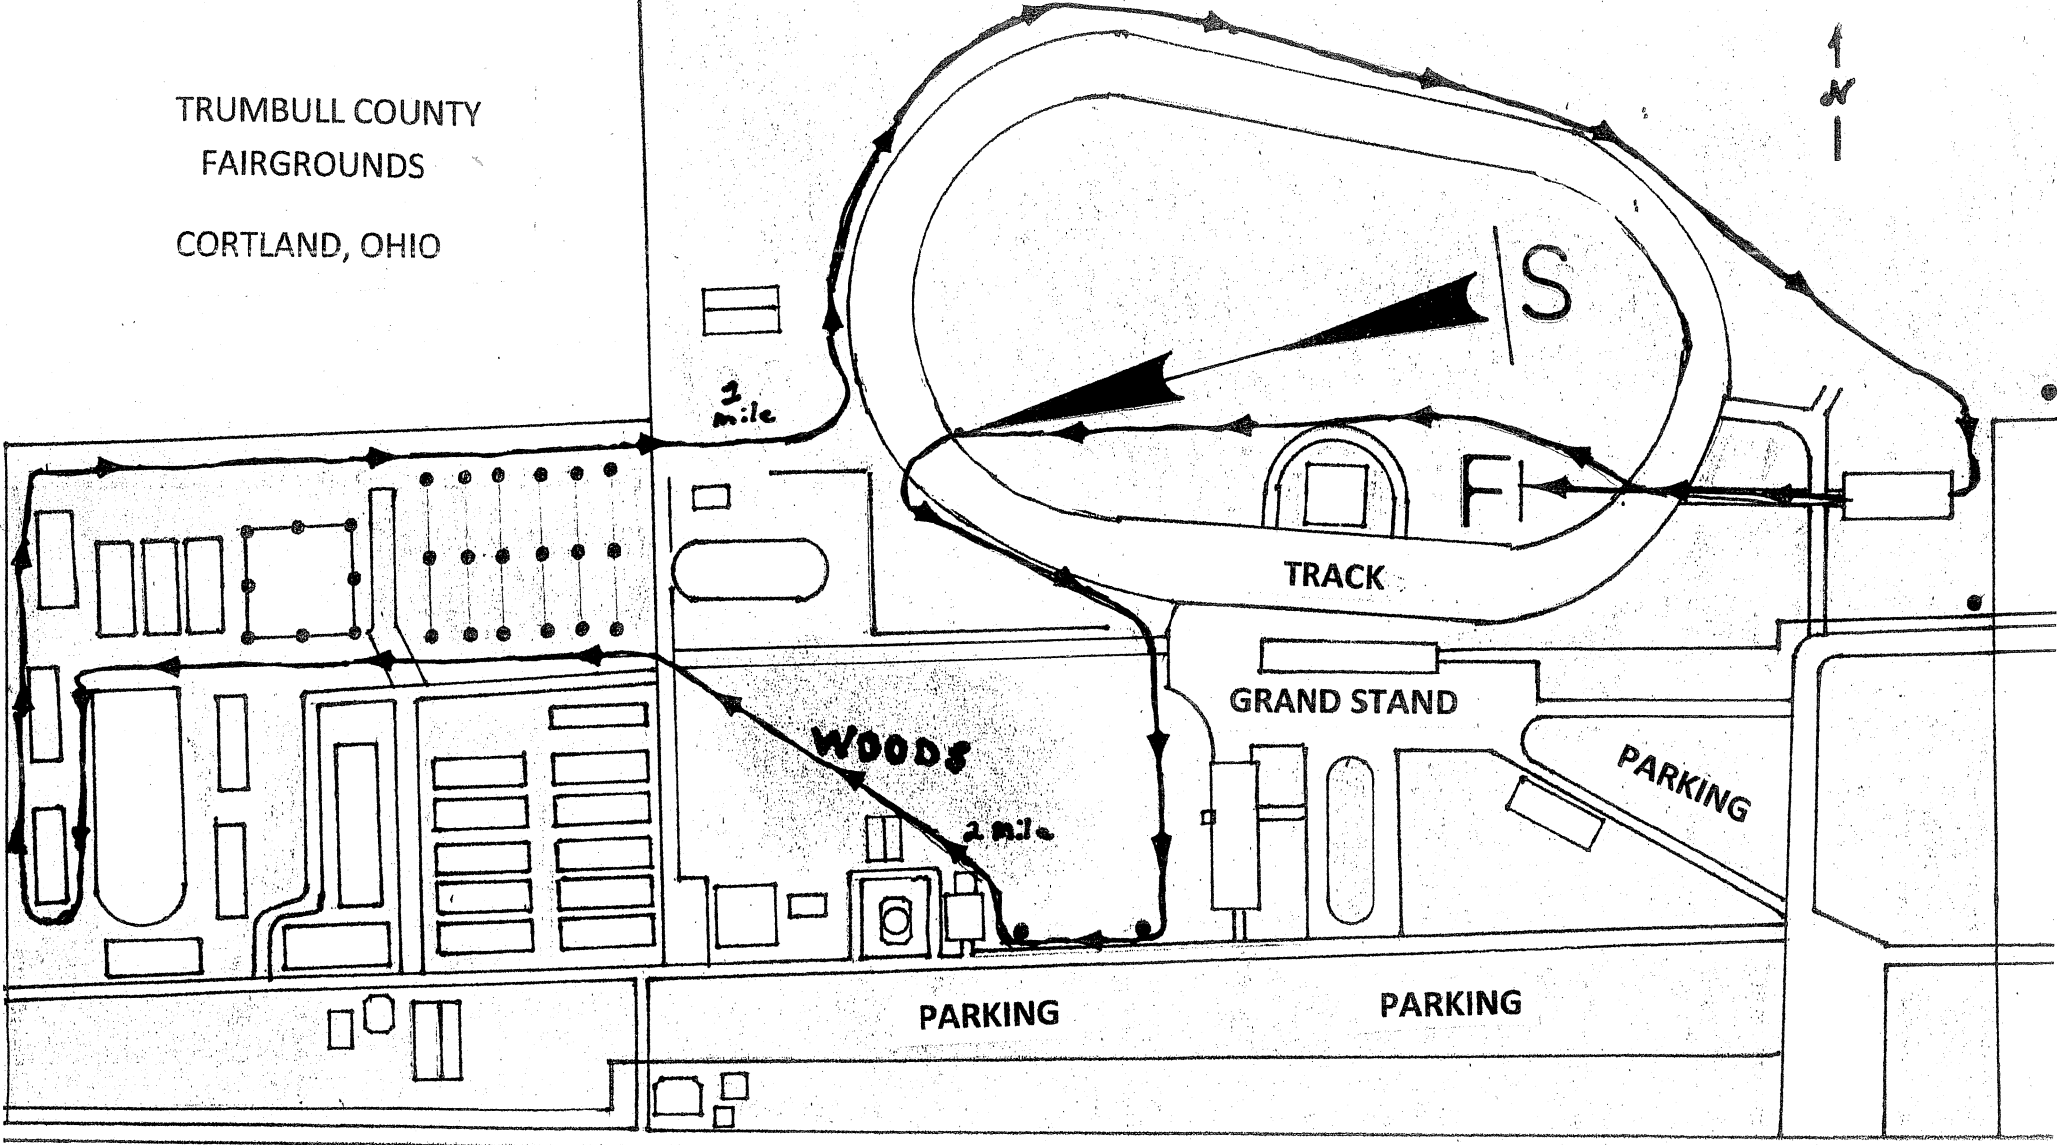 TRUMBULL COUNTY
FAIRGROUNDS
CORTLAND, OHIO
N
S
1
mile
F
TRACK
GRAND STAND
WOODS
PARKING
2 mile
PARKING
PARKING